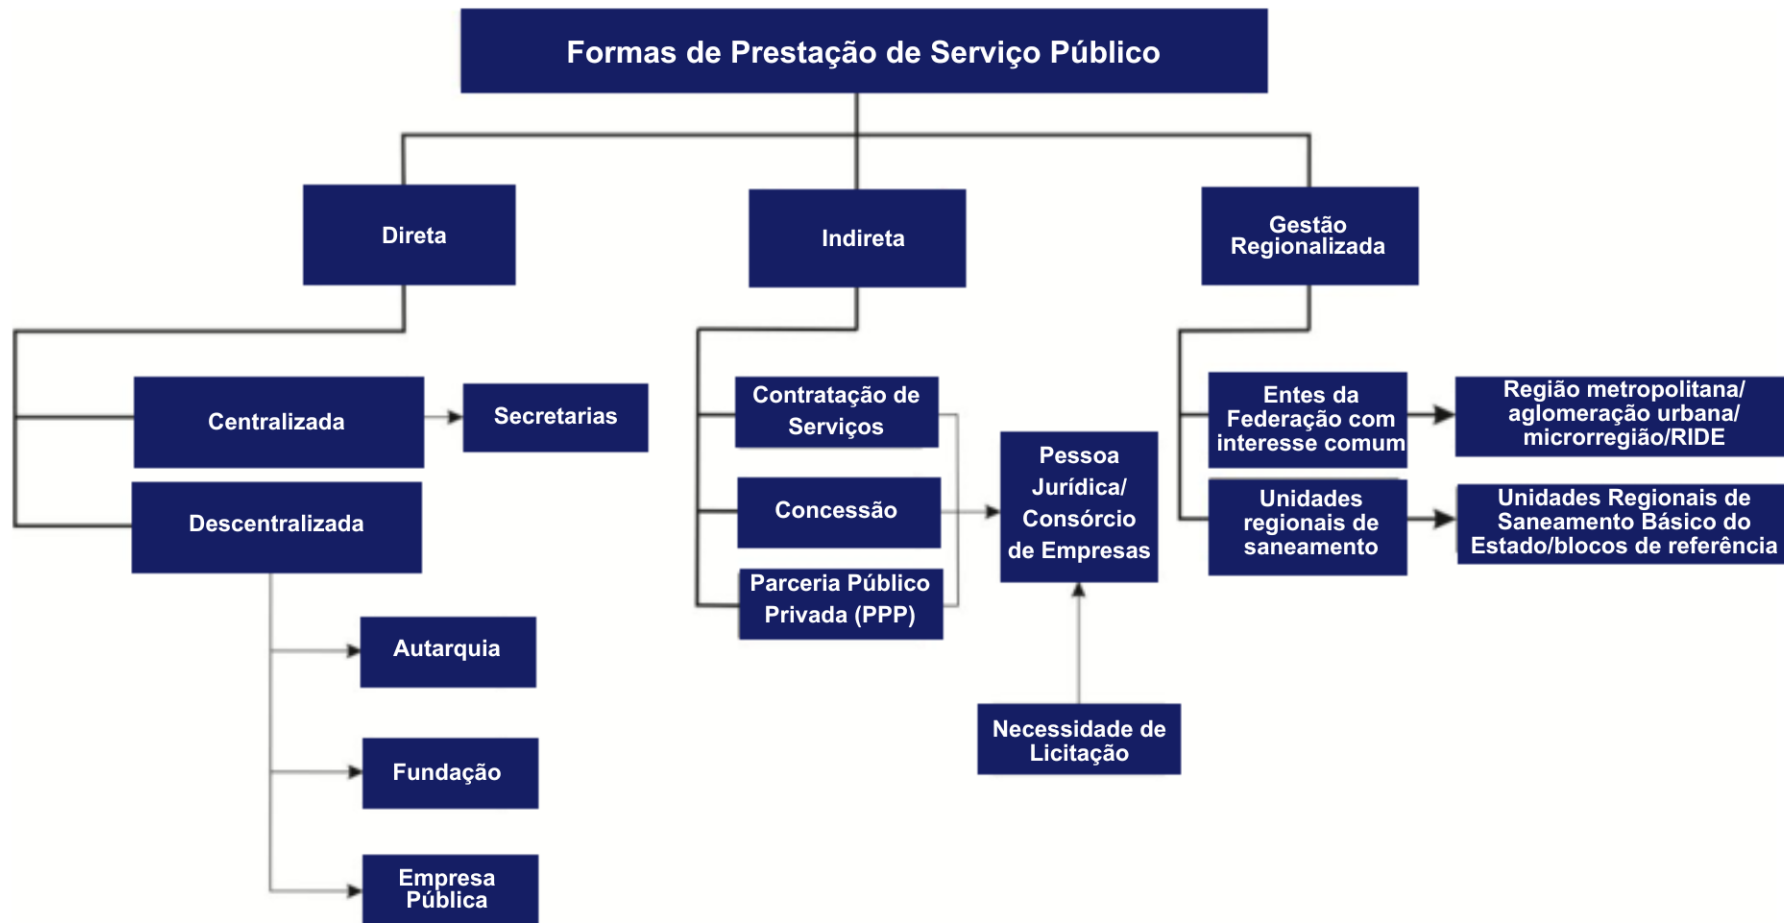 Formas de Prestação de Serviço Público
Direta
Indireta
Gestão
Regionalizada
Centralizada
Secretarias
Descentralizada
Autarquia
Fundação
Empresa
Pública
Contratação de
Serviços
Concessão
Parceria Público
Privada (PPP)
Pessoa
Jurídica/
Consórcio
de Empresas
Necessidade de
Licitação
Entes da
Federação com
interesse comum
Região metropolitana/
aglomeração urbana/
microrregião/RIDE
Unidades
regionais de
saneamento
Unidades Regionais de
Saneamento Básico do
Estado/blocos de referência